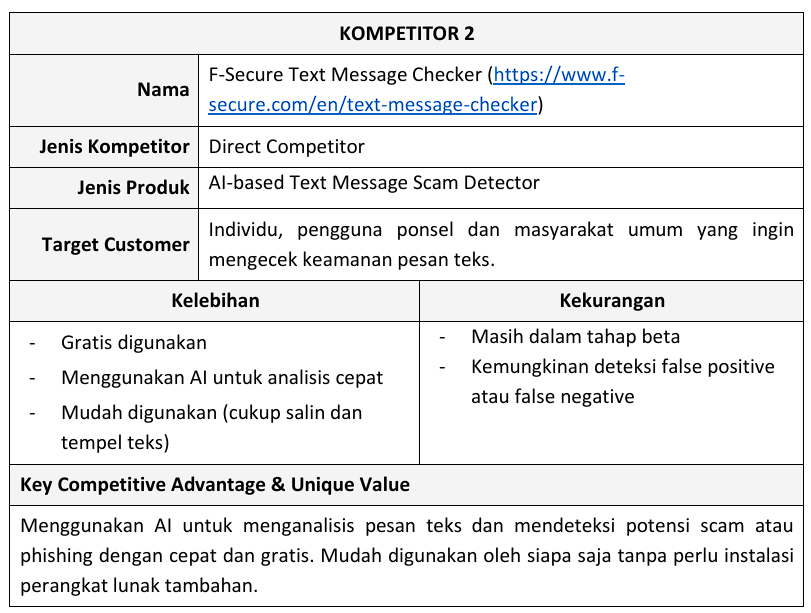 KOMPETITOR 2
Nama
F-Secure Text Message Checker (https://www.f-
secure.com/en/text-message-checker)
Jenis Kompetitor
Direct Competitor
Jenis Produk
AI-based Text Message Scam Detector
Target Customer
Individu, pengguna ponsel dan masyarakat umum yang ingin
mengecek keamanan pesan teks.
Kelebihan
- Gratis digunakan
- Menggunakan AI untuk analisis cepat
- Mudah digunakan (cukup salin dan
tempel teks)
Kekurangan
- Masih dalam tahap beta
- Kemungkinan deteksi false positive
atau false negative
Key Competitive Advantage & Unique Value
Menggunakan AI untuk menganalisis pesan teks dan mendeteksi potensi scam atau
phishing dengan cepat dan gratis. Mudah digunakan oleh siapa saja tanpa perlu instalasi
perangkat lunak tambahan.